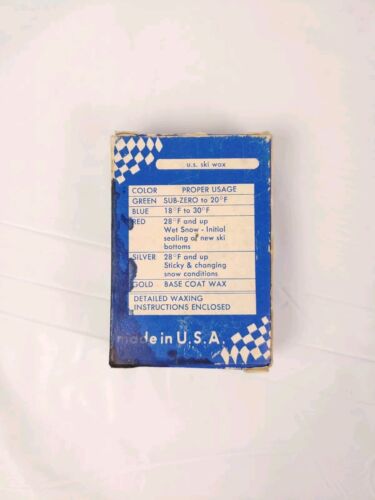 u.s. ski wax
COLOR PROPER USAGE
GREEN SUB-ZERO to 20°F
BLUE 18°F to 30°F
RED 28°F and up
Wet Snow - Initial
sealing of new ski
bottoms
SILVER 28°F and up
Sticky & changing
snow conditions
GOLD BASE COAT WAX
DETAILED WAXING
INSTRUCTIONS ENCLOSED
made in U.S.A.